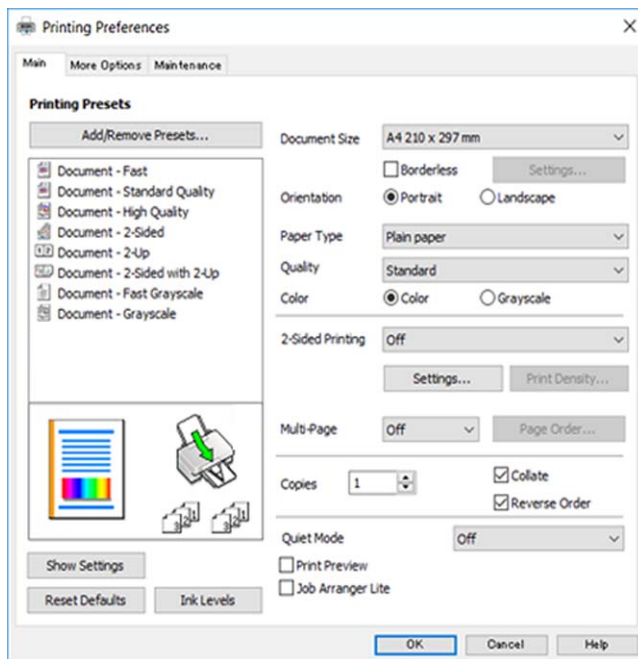 Printing Preferences
Main More Options Maintenance
Printing Presets
Add/Remove Presets...
Document - Fast
Document - Standard Quality
Document - High Quality
Document - 2-Sided
Document - 2-Up
Document - 2-Sided with 2-Up
Document - Fast Grayscale
Document - Grayscale
Show Settings
Reset Defaults Ink Levels
Document Size A4 210 x 297 mm
Borderless Settings...
Orientation Portrait Landscape
Paper Type Plain paper
Quality Standard
Color Color Grayscale
2-Sided Printing Off
Settings... Print Density...
Multi-Page Off Page Order...
Copies 1 Collate
Reverse Order
Quiet Mode Off
Print Preview
Job Arranger Lite
OK Cancel Help